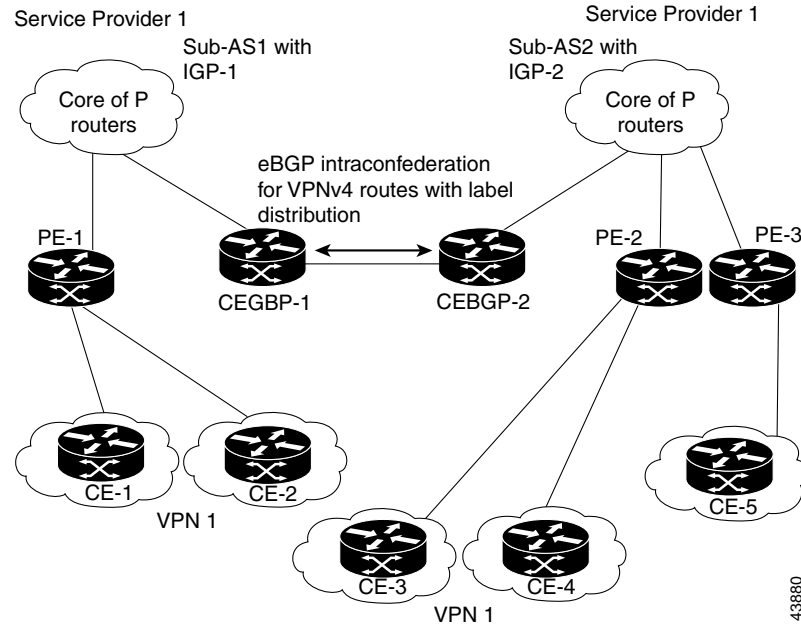 Service Provider 1
Service Provider 1
Sub-AS1 with
IGP-1
Sub-AS2 with
IGP-2
Core of P
routers
Core of P
routers
eBGP intraconfederation
for VPNv4 routes with label
distribution
PE-1
CEGBP-1
CEBGP-2
PE-2
PE-3
CE-1
CE-2
VPN 1
CE-5
CE-3
CE-4
VPN 1
43880